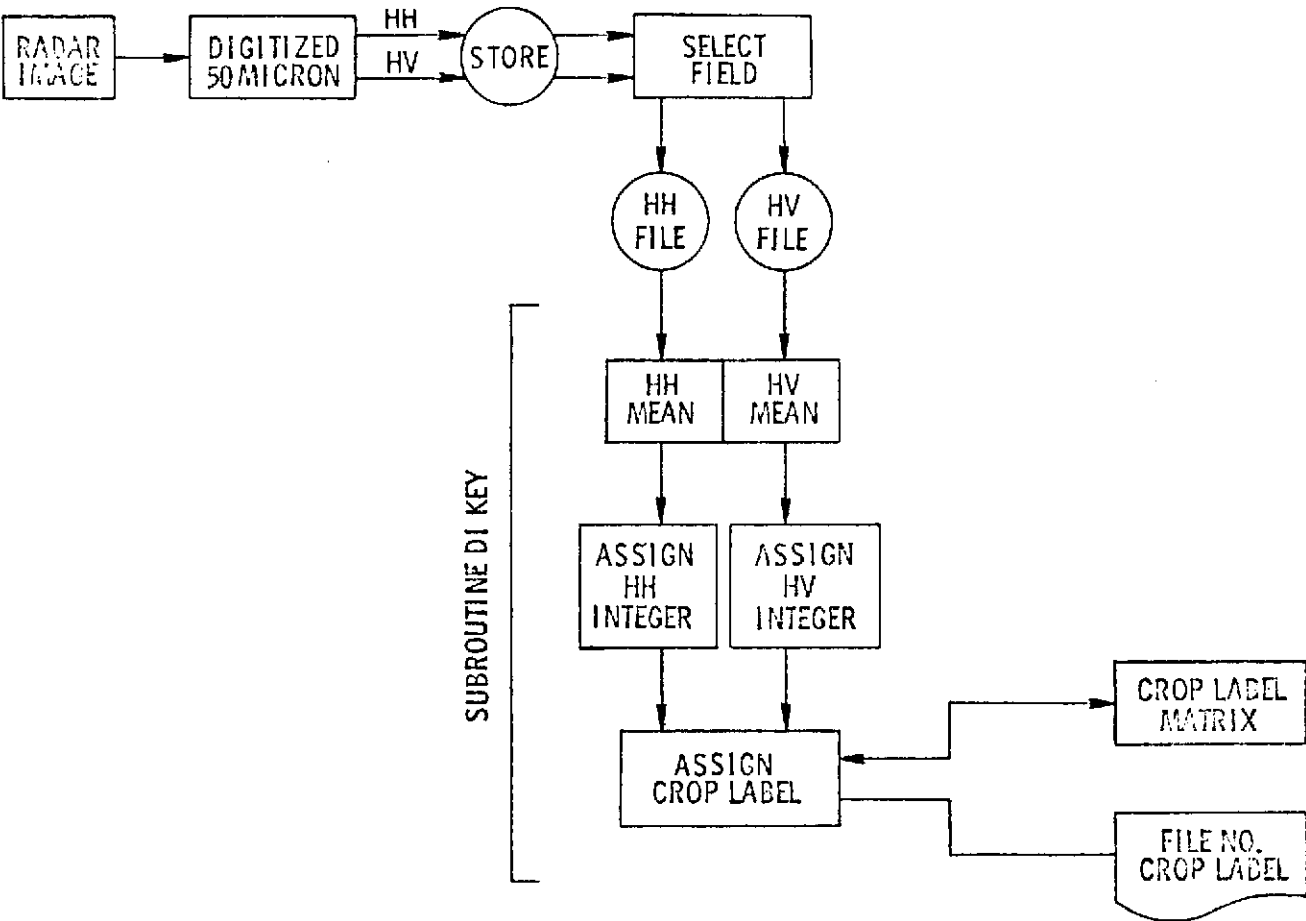 RADAR
IMAGE
DIGITIZED
50 MICRON
HH
HV
STORE
SELECT
FIELD
HH
FILE
HV
FILE
SUBROUTINE DI KEY
HH
MEAN
HV
MEAN
ASSIGN
HH
INTEGER
ASSIGN
HV
INTEGER
ASSIGN
CROP LABEL
CROP LABEL
MATRIX
FILE NO.
CROP LABEL